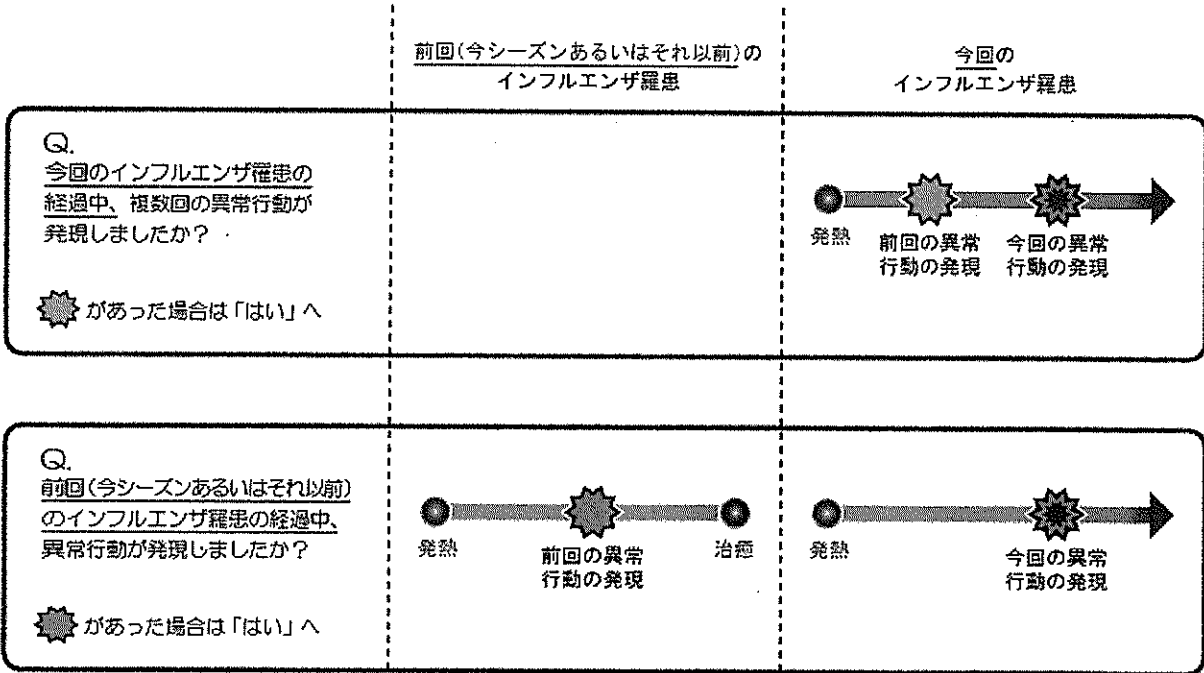 前回(今シーズンあるいはそれ以前)の
インフルエンザ罹患
今回の
インフルエンザ罹患
Q.
今回のインフルエンザ罹患の
経過中、複数回の異常行動が
発現しましたか?
があった場合は「はい」へ
発熱
前回の異常
行動の発現
今回の異常
行動の発現
Q.
前回(今シーズンあるいはそれ以前)
のインフルエンザ罹患の経過中、
異常行動が発現しましたか?
があった場合は「はい」へ
発熱
前回の異常
行動の発現
治癒
発熱
今回の異常
行動の発現